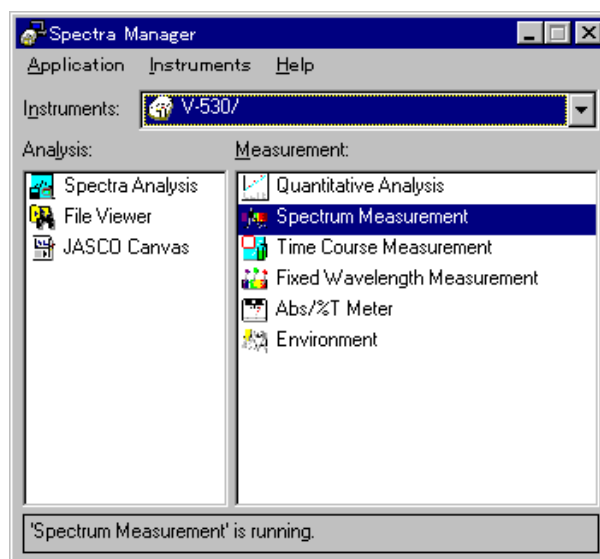 Spectra Manager
Application Instruments Help
Instruments: V-530/
Analysis: Measurement:
Spectra Analysis
File Viewer
JASCO Canvas
Quantitative Analysis
Spectrum Measurement
Time Course Measurement
Fixed Wavelength Measurement
Abs/%T Meter
Environment
'Spectrum Measurement' is running.